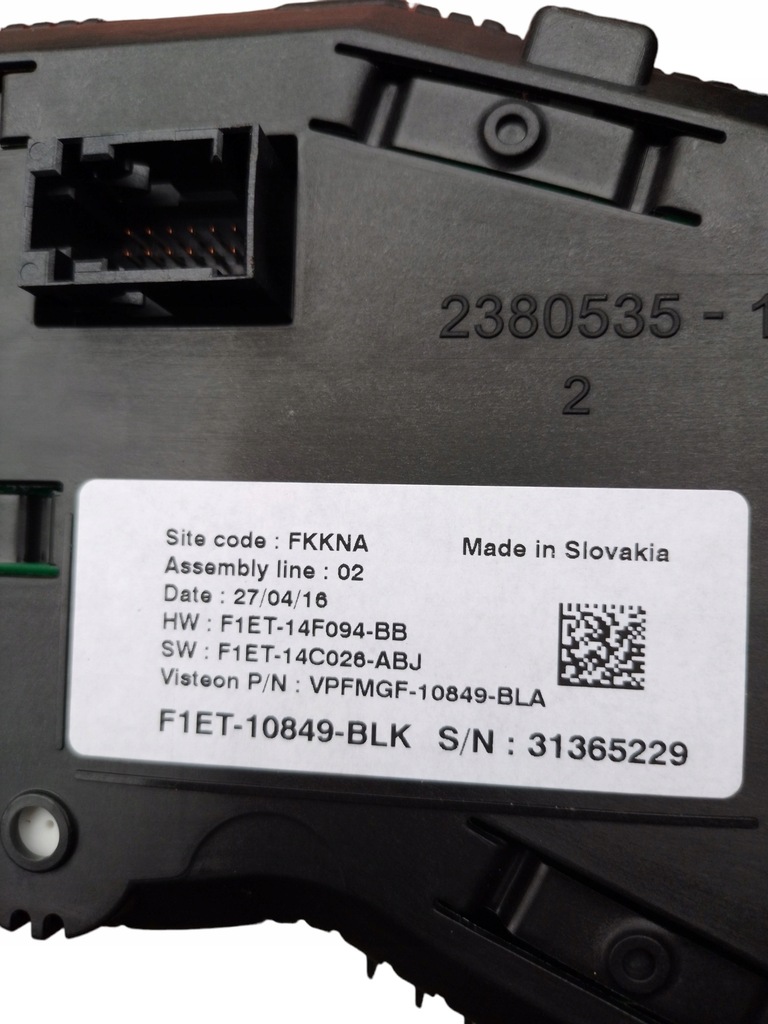 2380535 - 1
2
Site code : FKKNA
Made in Slovakia
Assembly line : 02
Date : 27/04/16
HW : F1ET-14F094-BB
SW : F1ET-14C026-ABJ
Visteon P/N : VPFMGF-10849-BLA
F1ET-10849-BLK S/N : 31365229